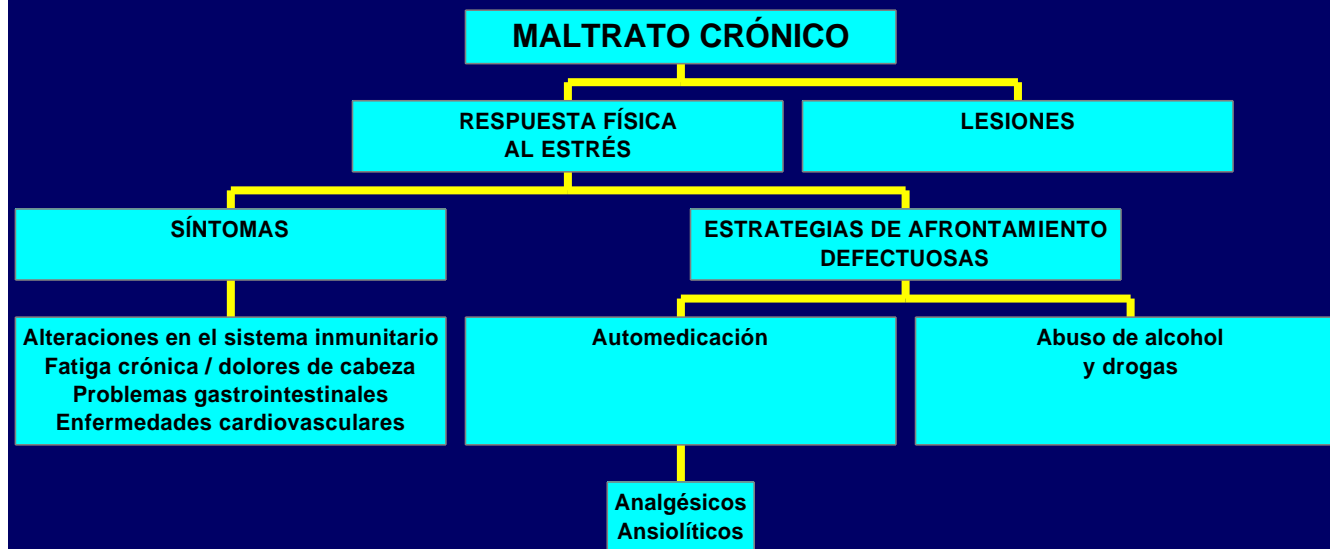 MALTRATO CRÓNICO
RESPUESTA FÍSICA
AL ESTRÉS
LESIONES
SÍNTOMAS
ESTRATEGIAS DE AFRONTAMIENTO
DEFECTUOSAS
Alteraciones en el sistema inmunitario
Fatiga crónica / dolores de cabeza
Problemas gastrointestinales
Enfermedades cardiovasculares
Automedicación
Abuso de alcohol
y drogas
Analgésicos
Ansiolíticos